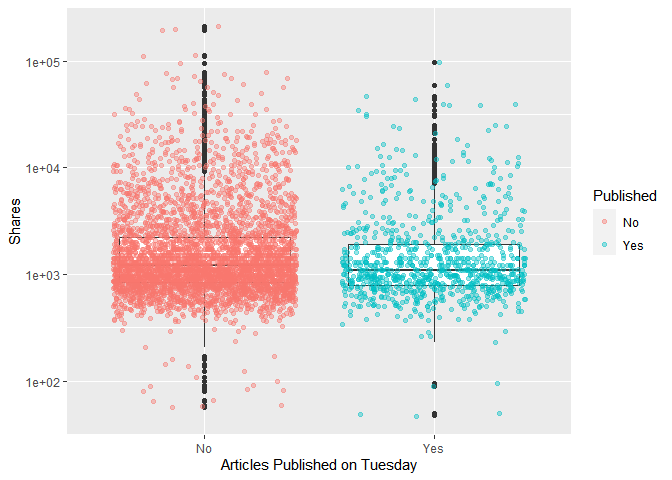 1e+05
1e+04
1e+03
1e+02
Shares
No
Yes
Articles Published on Tuesday
Published
No
Yes